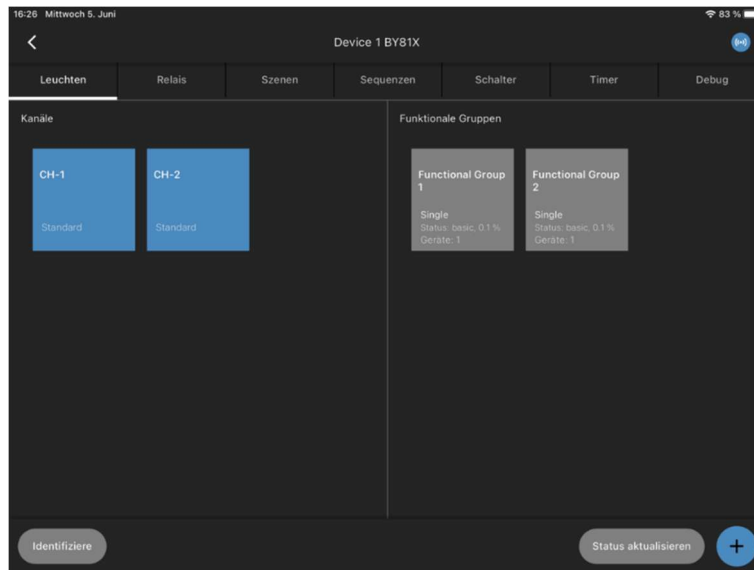 16:26 Mittwoch 5. Juni
83 %
Device 1 BY81X
Leuchten Relais Szenen Sequenzen Schalter Timer Debug
Kanäle
Funktionale Gruppen
CH-1
Standard
CH-2
Standard
Functional Group
1
Single
Status: basic, 0.1 %
Geräte: 1
Functional Group
2
Single
Status: basic, 0.1 %
Geräte: 1
Identifiziere
Status aktualisieren
+